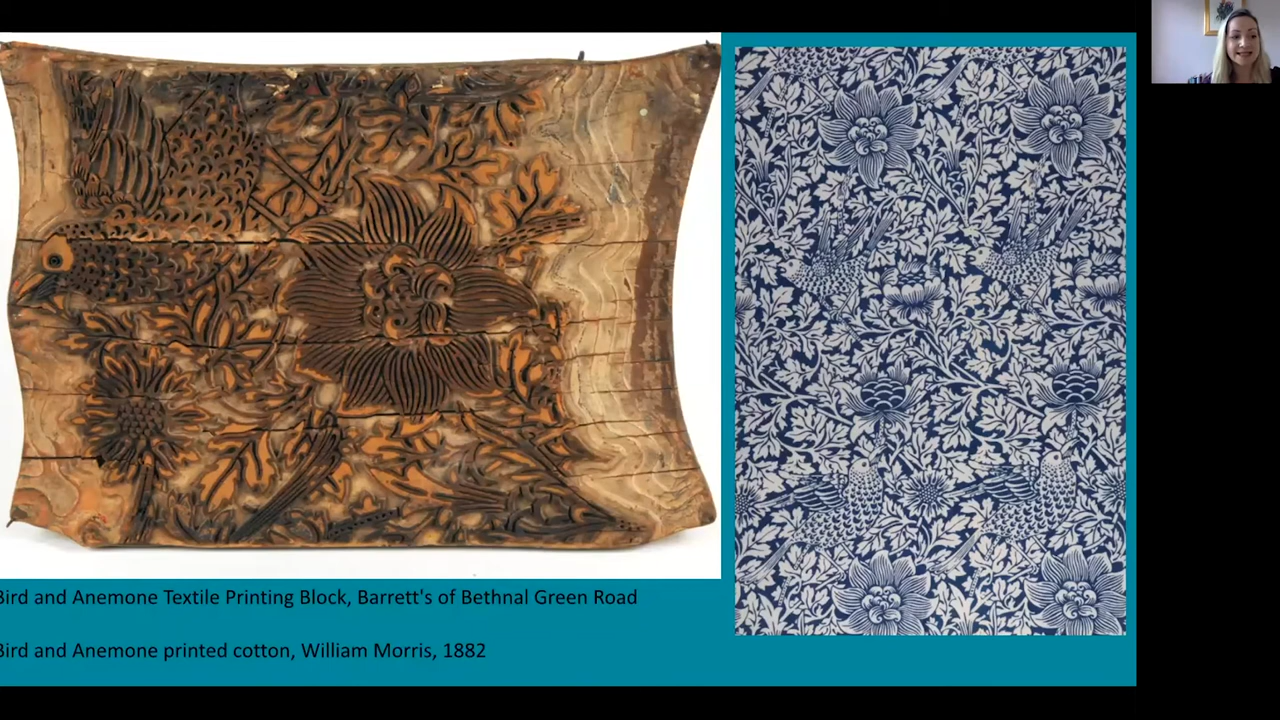 Bird and Anemone Textile Printing Block, Barrett's of Bethnal Green Road
Bird and Anemone printed cotton, William Morris, 1882